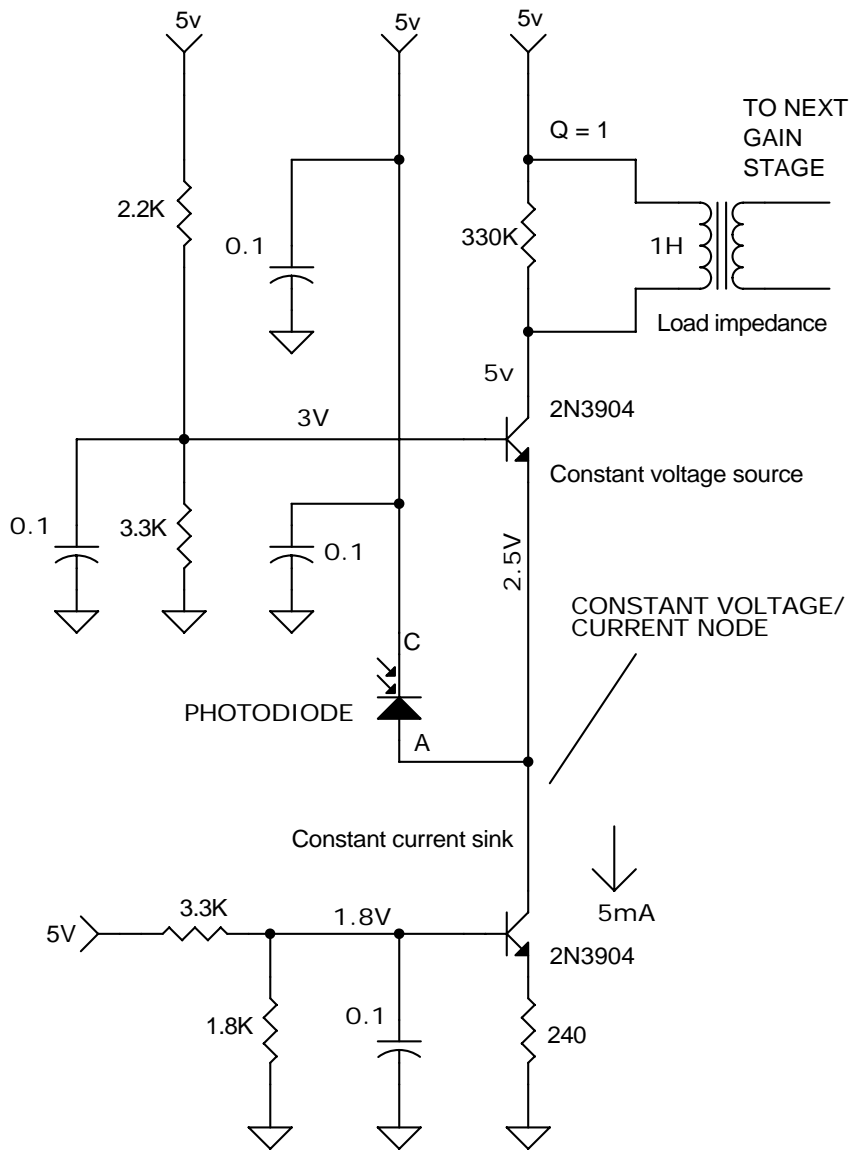 5v
5v
5v
Q = 1
TO NEXT
GAIN
STAGE
2.2K
0.1
330K
1H
Load impedance
5v
2N3904
3V
Constant voltage source
0.1
3.3K
0.1
2.5V
CONSTANT VOLTAGE/
CURRENT NODE
C
PHOTODIODE
A
Constant current sink
5mA
5V
3.3K
1.8V
2N3904
1.8K
0.1
240